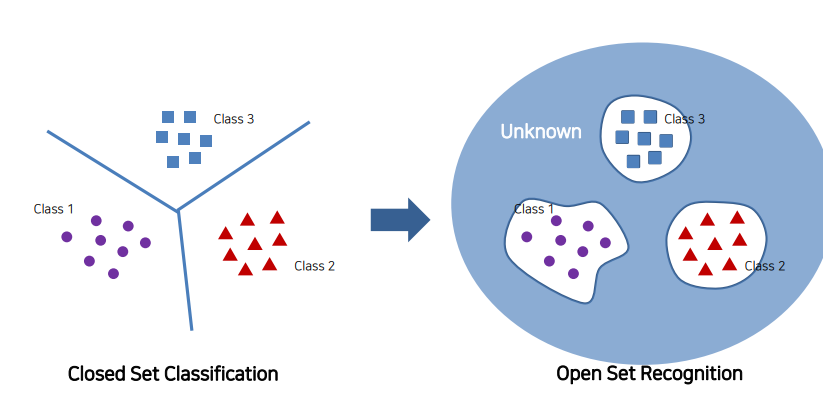 Class 3
Class 1
Class 2
Closed Set Classification
Unknown
Class 3
Class 1
Class 2
Open Set Recognition